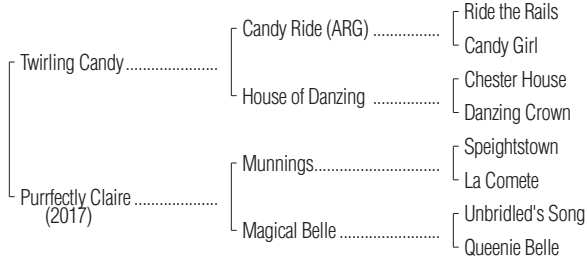 Ride the Rails
Candy Ride (ARG) ................
Candy Girl
Twirling Candy ......................
Chester House
House of Danzing ................
Danzing Crown
Speightstown
Munnings..............................
La Comete
Purrfectly Claire ....................
(2017)
Unbridled's Song
Magical Belle ........................
Queenie Belle